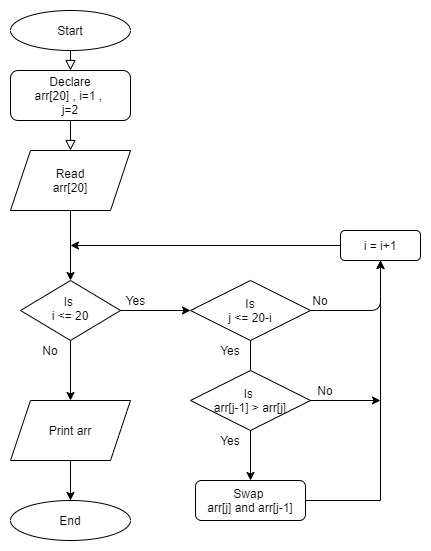 Start
Declare
arr[20] , i=1 ,
j=2
Read
arr[20]
i = i+1
Is
i <= 20
Yes
Is
j <= 20-i
No
No
Yes
Is
arr[j-1] > arr[j]
No
Print arr
Yes
Swap
arr[j] and arr[j-1]
End